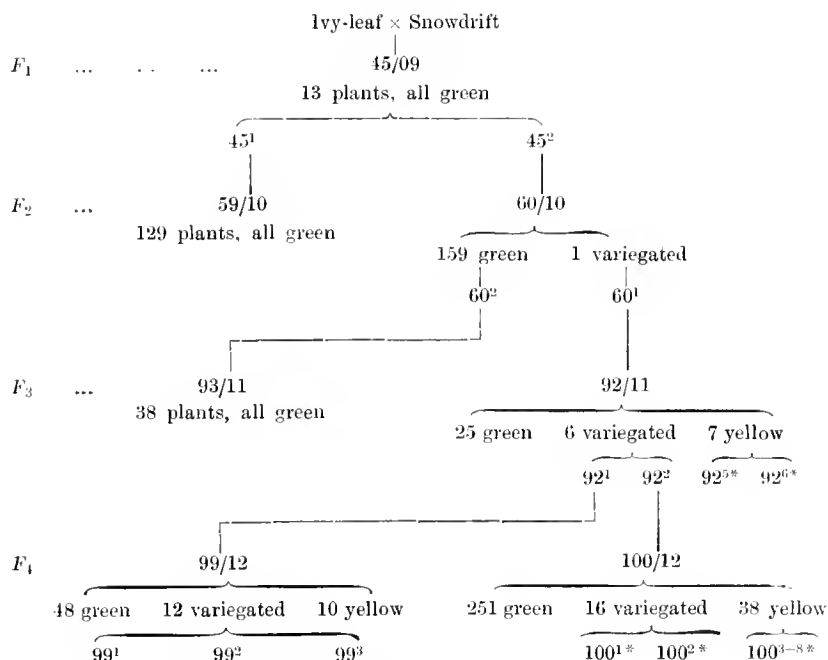 Ivy-leaf × Snowdrift
F₁ ... . . ... 45/09
13 plants, all green
45¹ 45²
F₂ ... 59/10 60/10
129 plants, all green
159 green 1 variegated
60² 60¹
F₃ ... 93/11 92/11
38 plants, all green
25 green 6 variegated 7 yellow
92¹ 92² 92⁵* 92⁶*
F₄ 99/12 100/12
48 green 12 variegated 10 yellow 251 green 16 variegated 38 yellow
99¹ 99² 99³ 100¹* 100²* 100³⁻⁸*